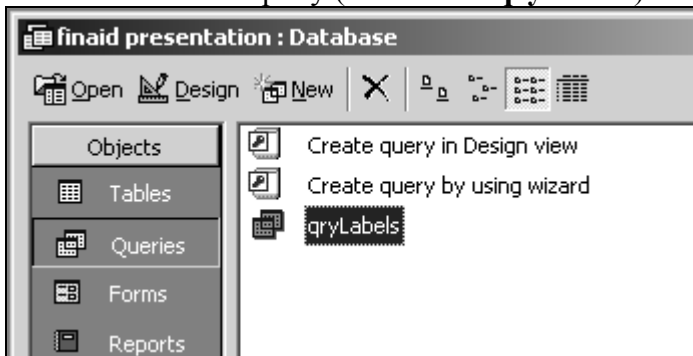 finaid presentation : Database
Open Design New
Objects
Create query in Design view
Tables
Create query by using wizard
Queries
qryLabels
Forms
Reports